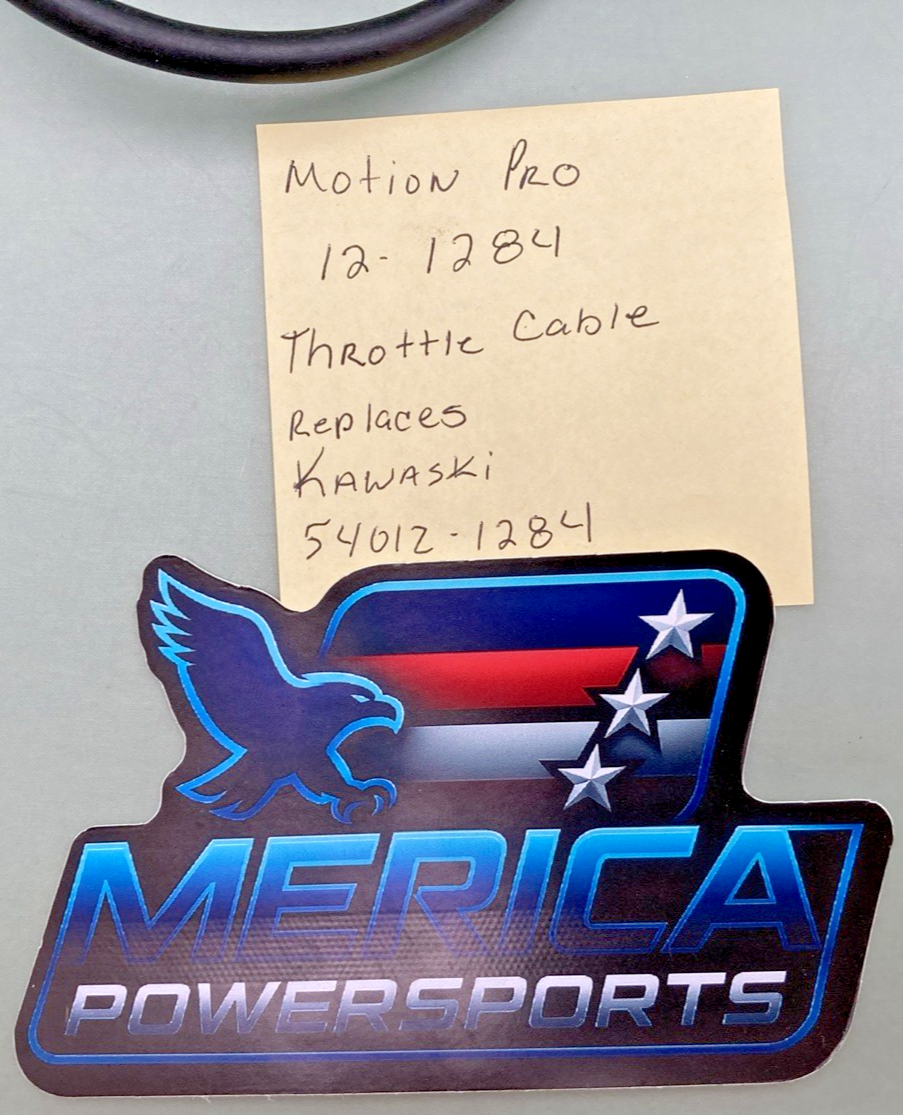 Motion Pro
12-1284
Throttle Cable
Replaces
KAWASKi
54012-1284
MERICA
POWERSPORTS